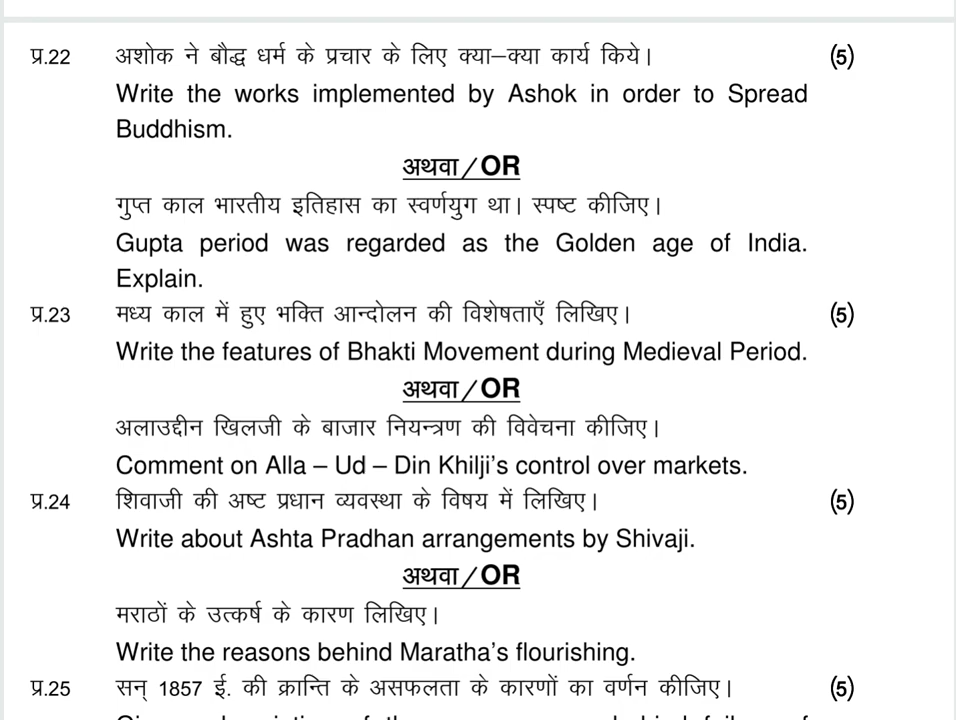 प्र.22 अशोक ने बौद्ध धर्म के प्रचार के लिए क्या–क्या कार्य किये। (5)
Write the works implemented by Ashok in order to Spread
Buddhism.
अथवा/OR
गुप्त काल भारतीय इतिहास का स्वर्णयुग था। स्पष्ट कीजिए।
Gupta period was regarded as the Golden age of India.
Explain.
प्र.23 मध्य काल में हुए भक्ति आन्दोलन की विशेषताएँ लिखिए। (5)
Write the features of Bhakti Movement during Medieval Period.
अथवा/OR
अलाउद्दीन खिलजी के बाजार नियन्त्रण की विवेचना कीजिए।
Comment on Alla – Ud – Din Khilji's control over markets.
प्र.24 शिवाजी की अष्ट प्रधान व्यवस्था के विषय में लिखिए। (5)
Write about Ashta Pradhan arrangements by Shivaji.
अथवा/OR
मराठों के उत्कर्ष के कारण लिखिए।
Write the reasons behind Maratha's flourishing.
प्र.25 सन् 1857 ई. की क्रान्ति के असफलता के कारणों का वर्णन कीजिए। (5)